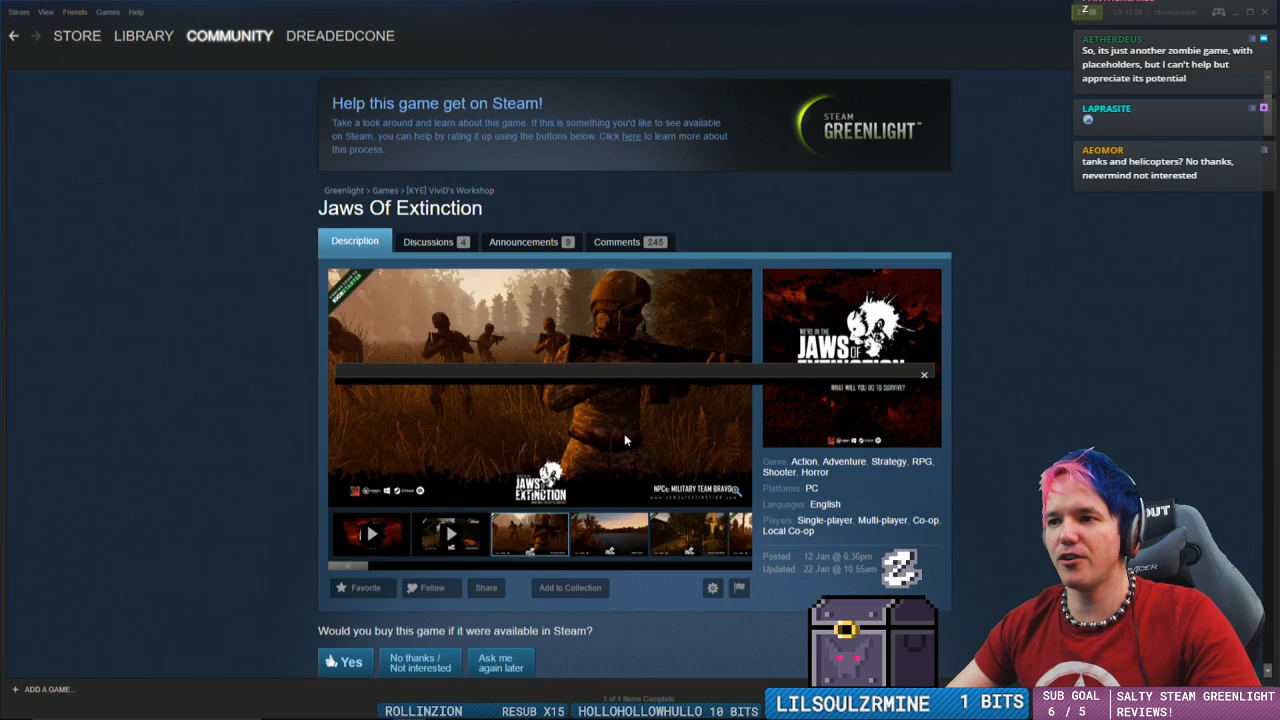 Steam View Friends Games Help
STORE LIBRARY COMMUNITY DREADEDCONE
Help this game get on Steam!
Take a look around and learn about this game. If this is something you'd like to see available
on Steam, you can help by rating it up using the buttons below. Click here to learn more about
this process.
STEAM
GREENLIGHT™
Greenlight > Games > [KYE] ViviD's Workshop
Jaws Of Extinction
Description Discussions 4 Announcements 9 Comments 245
KICKSTARTER
JAWS OF
EXTINCTION
NPCs: MILITARY TEAM BRAVO
WE'RE IN THE
JAWS OF
EXTINCTION
WHAT WILL YOU DO TO SURVIVE?
Genre: Action, Adventure, Strategy, RPG,
Shooter, Horror
Platforms: PC
Languages: English
Players: Single-player, Multi-player, Co-op,
Local Co-op
Posted 12 Jan @ 6:36pm
Updated 22 Jan @ 10:55am
Favorite Follow Share Add to Collection
Would you buy this game if it were available in Steam?
Yes
No thanks /
Not interested
Ask me
again later
+ ADD A GAME...
1 of 1 Items Complete
Z
AETHERDEUS
So, its just another zombie game, with
placeholders, but I can't help but
appreciate its potential
LAPRASITE
AEOMOR
tanks and helicopters? No thanks,
nevermind not interested
ROLLINZION RESUB X15 HOLLOHOLLOWHULLO 10 BITS
LILSOULZRMINE 1 BITS
SUB GOAL
6 / 5
SALTY STEAM GREENLIGHT
REVIEWS!